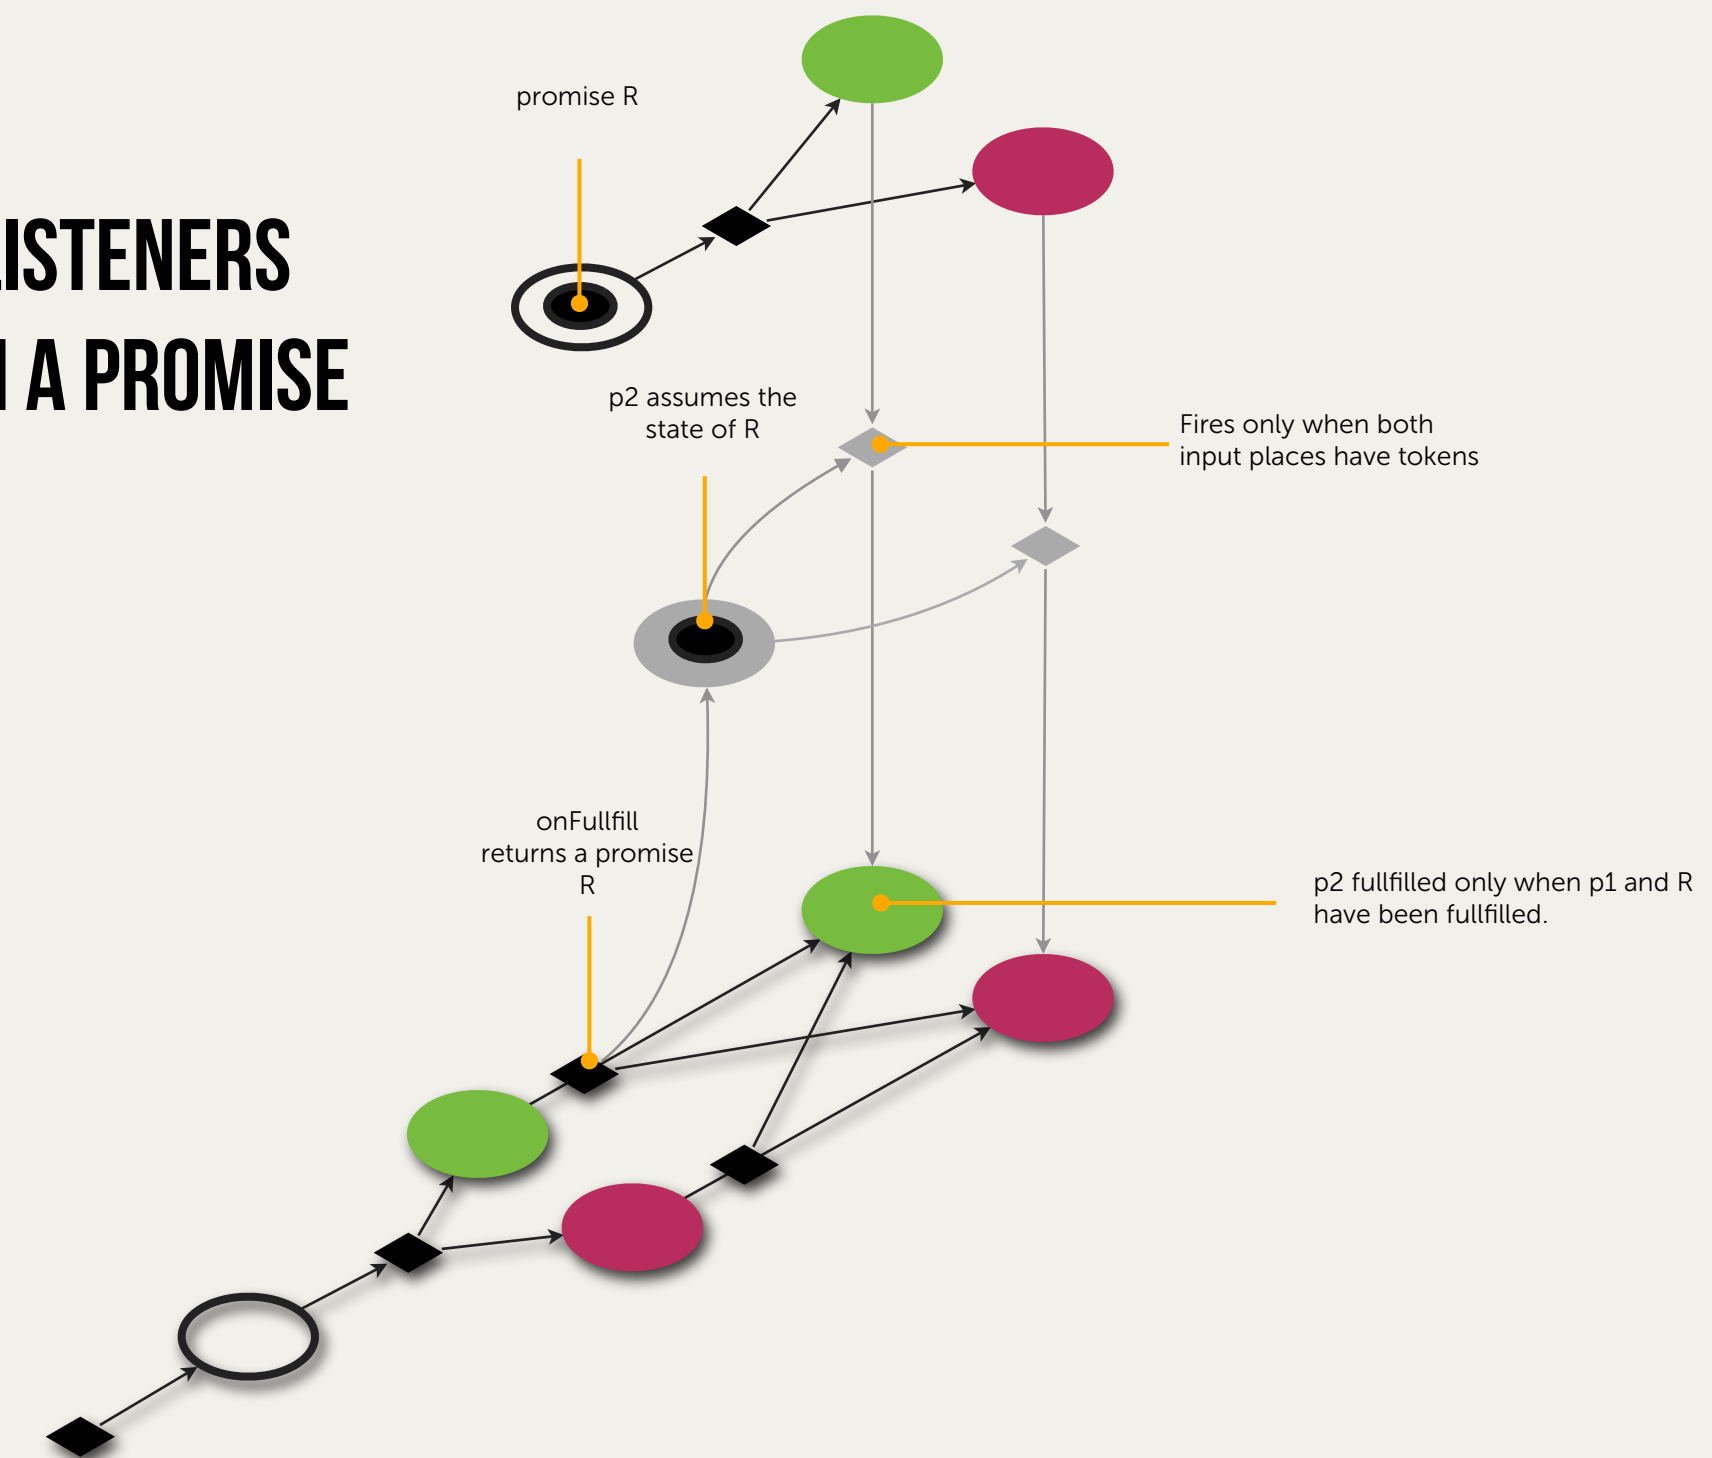 promise R
ISTENERS
A PROMISE
p2 assumes the
state of R
Fires only when both
input places have tokens
onFullfill
returns a promise
R
p2 fullfilled only when p1 and R
have been fullfilled.